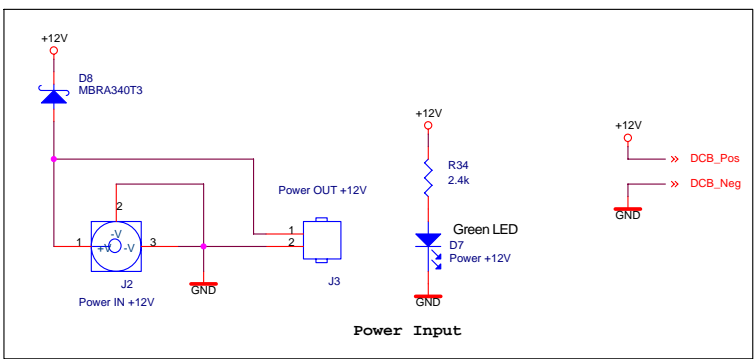 +12V
D8
MBRA340T3
+12V
+12V
DCB_Pos
R34
2.4k
DCB_Neg
Power OUT +12V
2
GND
1
Green LED
-V
1
+V
-V
3
2
D7
Power +12V
J2
GND
J3
GND
Power IN +12V
Power Input